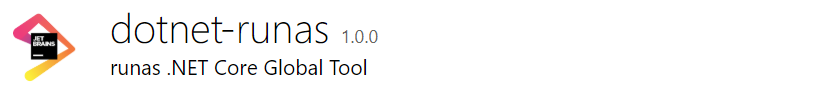 JET
BRAINS
dotnet-runas 1.0.0
runas .NET Core Global Tool